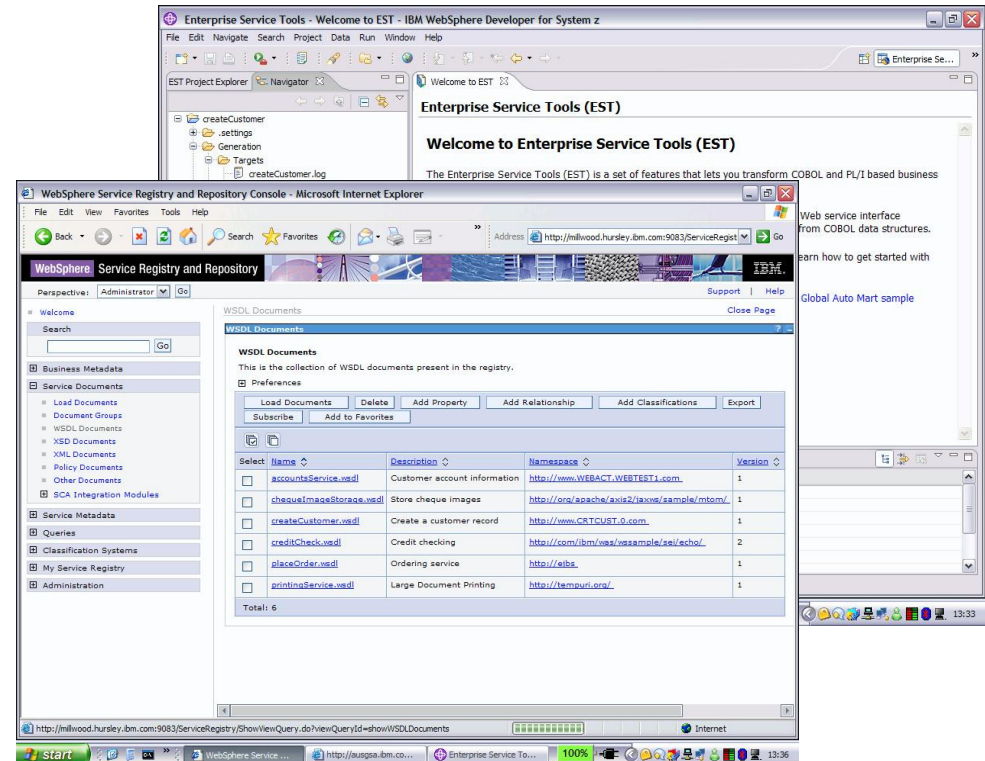 Enterprise Service Tools - Welcome to EST - IBM WebSphere Developer for System z
File Edit Navigate Search Project Data Run Window Help
Enterprise Se... »
EST Project Explorer Navigator
Welcome to EST
Enterprise Service Tools (EST)
createCustomer
.settings
Generation
Targets
createCustomer.log
Welcome to Enterprise Service Tools (EST)
The Enterprise Service Tools (EST) is a set of features that lets you transform COBOL and PL/I based business
Web service interface
from COBOL data structures.
earn how to get started with
Global Auto Mart sample
13:33
WebSphere Service Registry and Repository Console - Microsoft Internet Explorer
File Edit View Favorites Tools Help
Back Search Favorites » Address http://millwood.hursley.ibm.com:9083/ServiceRegist Go
WebSphere. Service Registry and Repository IBM.
Perspective: Administrator Go Support | Help
Welcome
Search
Go
Business Metadata
Service Documents
Load Documents
Document Groups
WSDL Documents
XSD Documents
XML Documents
Policy Documents
Other Documents
SCA Integration Modules
Service Metadata
Queries
Classification Systems
My Service Registry
Administration
WSDL Documents Close Page
WSDL Documents ? -
WSDL Documents
This is the collection of WSDL documents present in the registry.
Preferences
Load Documents Delete Add Property Add Relationship Add Classifications Export
Subscribe Add to Favorites
Select Name Description Namespace Version
accountsService.wsdl Customer account information http://www.WEBACT.WEBTEST1.com 1
chequeImageStorage.wsdl Store cheque images http://org/apache/axis2/jaxws/sample/mtom/ 1
createCustomer.wsdl Create a customer record http://www.CRTCUST.0.com 1
creditCheck.wsdl Credit checking http://com/ibm/was/wssample/sei/echo/ 2
placeOrder.wsdl Ordering service http://ejbs 1
printingService.wsdl Large Document Printing http://tempuri.org/ 1
Total: 6
http://millwood.hursley.ibm.com:9083/ServiceRegistry/ShowViewQuery.do?viewQueryId=showWSDLDocuments Internet
start » WebSphere Service ... http://ausgsa.ibm.co... Enterprise Service To... 100% 13:36